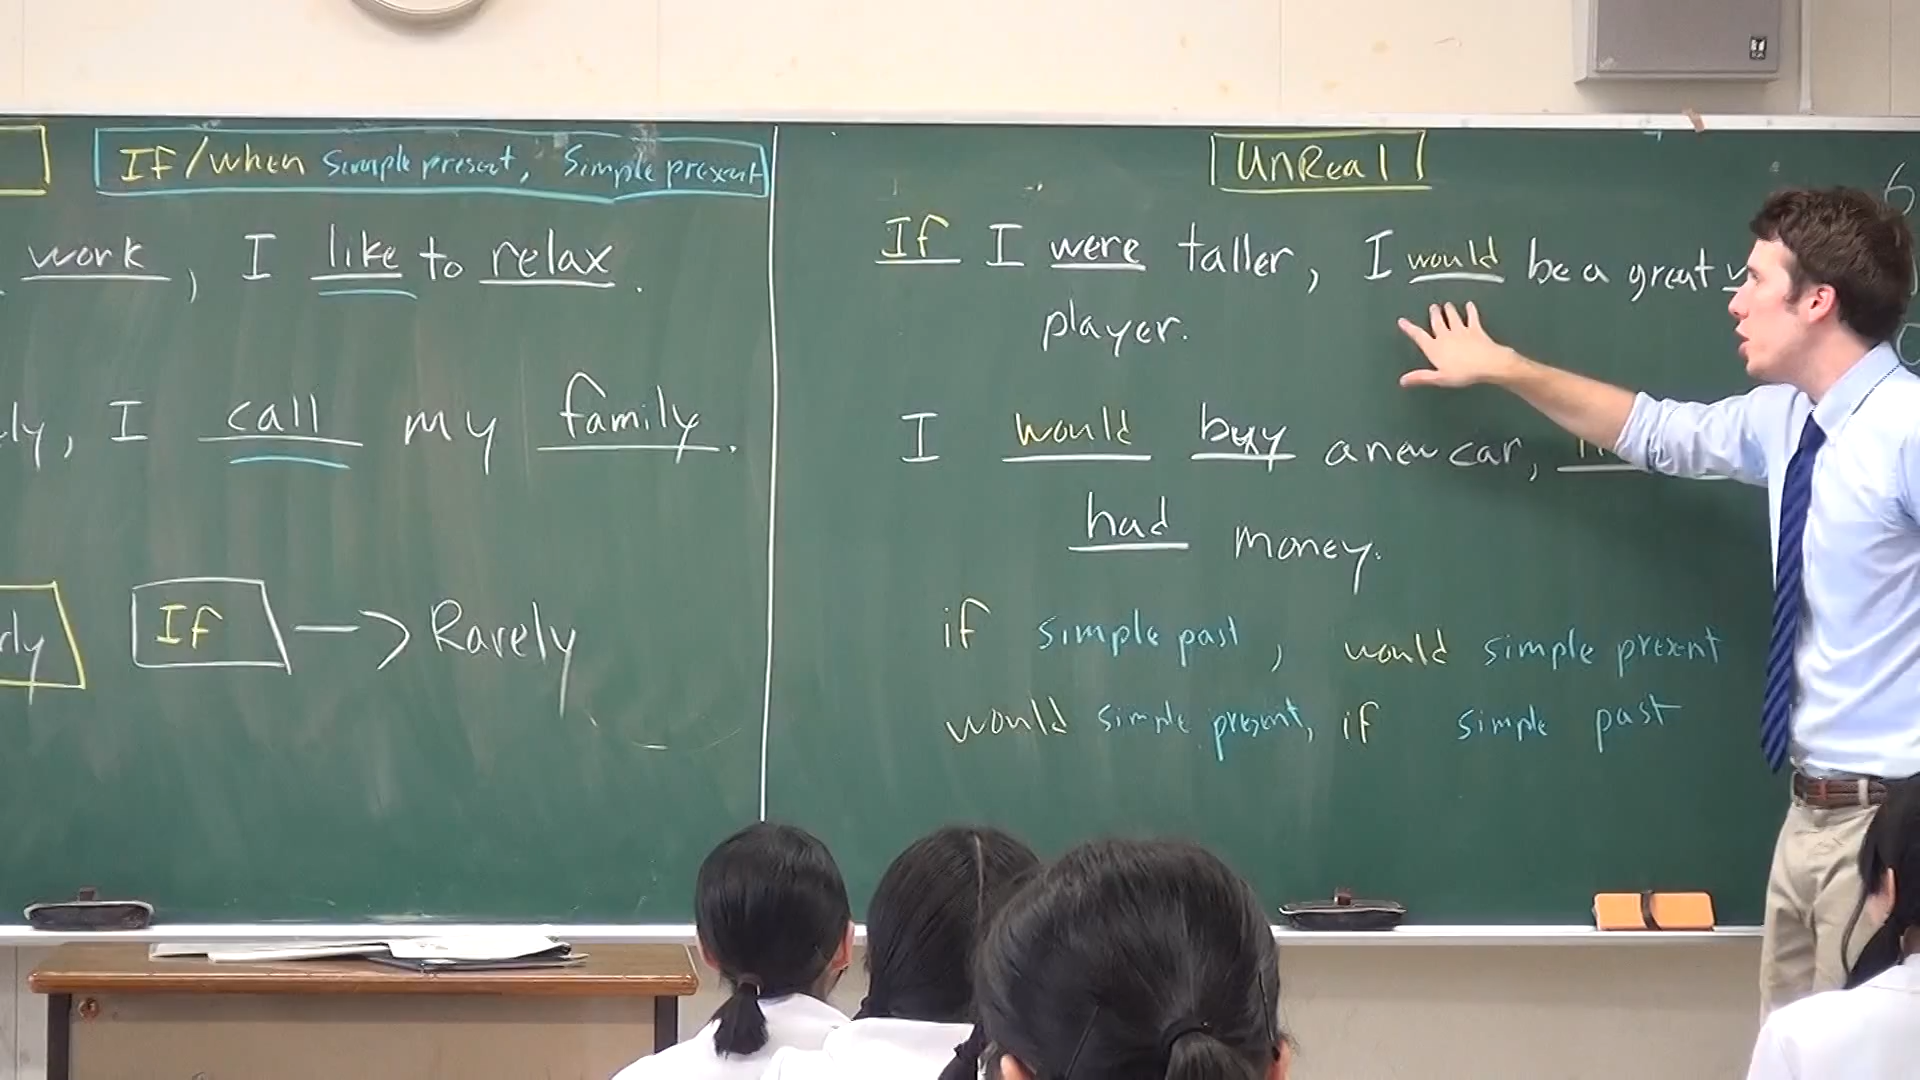 If/when simple present, simple present
work, I like to relax.
I call my family.
If → Rarely
UnReal
If I were taller, I would be a great
player.
I would buy a new car,
had money.
if simple past, would simple present
would simple present, if simple past